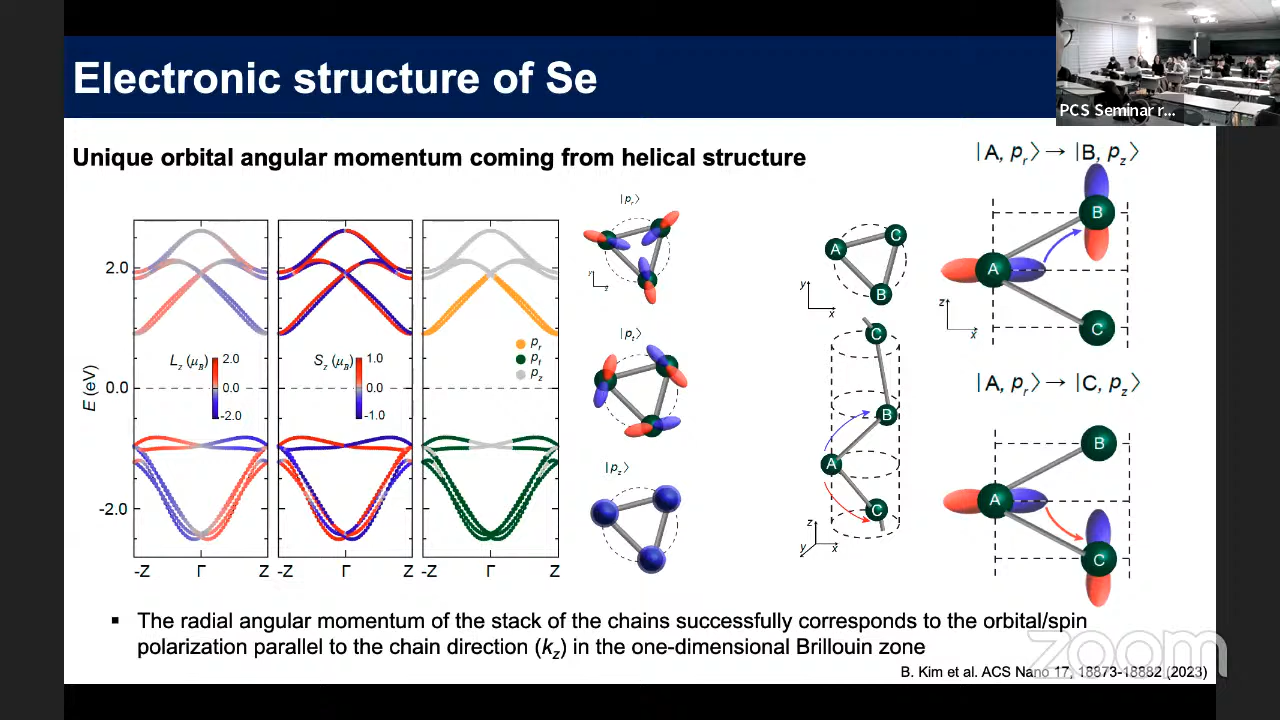 Electronic structure of Se
PCS Seminar r...
Unique orbital angular momentum coming from helical structure
E (eV)
2.0
0.0
-2.0
L_z (μ_B)
2.0
0.0
-2.0
S_z (μ_B)
1.0
0.0
-1.0
p_r
p_t
p_z
-Z Γ Z
-Z Γ Z
-Z Γ Z
|p_r⟩
y
|p_t⟩
|p_z⟩
A
C
B
y
x
C
B
A
C
z
y
x
|A, p_r⟩ → |B, p_z⟩
B
A
C
z
x
|A, p_r⟩ → |C, p_z⟩
B
A
C
▪ The radial angular momentum of the stack of the chains successfully corresponds to the orbital/spin
polarization parallel to the chain direction (k_z) in the one-dimensional Brillouin zone
zoom
B. Kim et al. ACS Nano 17, 18873-18882 (2023)